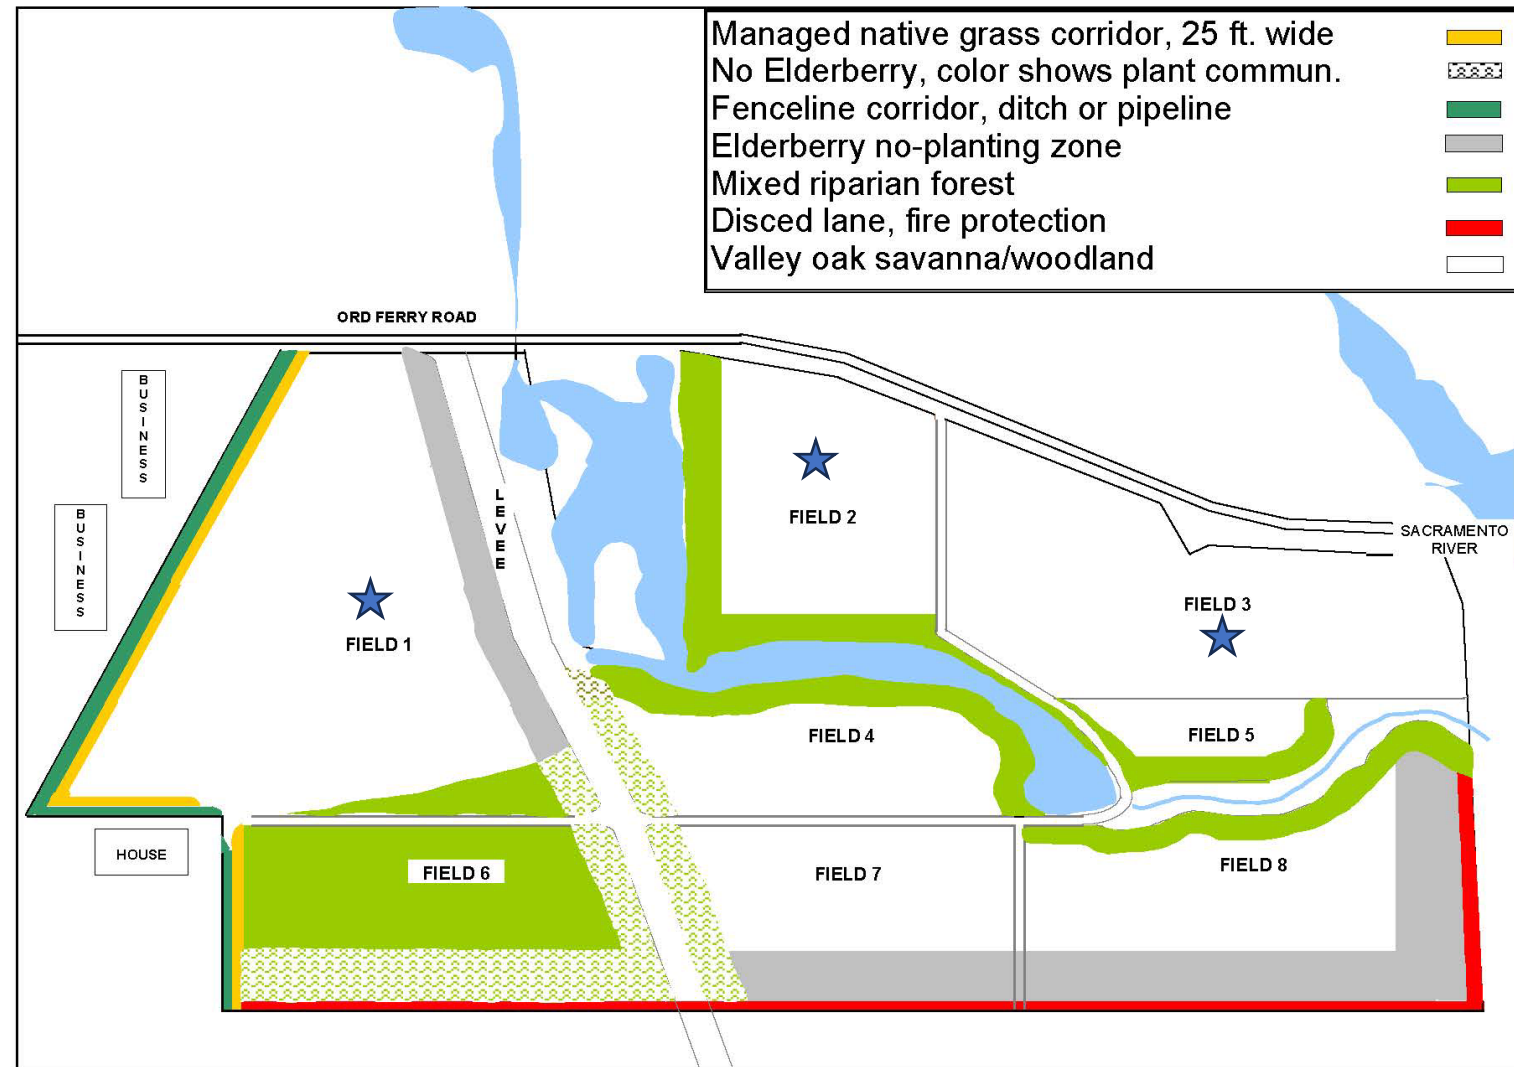 Managed native grass corridor, 25 ft. wide
No Elderberry, color shows plant commun.
Fenceline corridor, ditch or pipeline
Elderberry no-planting zone
Mixed riparian forest
Disced lane, fire protection
Valley oak savanna/woodland
ORD FERRY ROAD
BUSINESS
BUSINESS
LEVEE
FIELD 2
SACRAMENTO
RIVER
FIELD 3
FIELD 1
FIELD 4
FIELD 5
HOUSE
FIELD 6
FIELD 7
FIELD 8